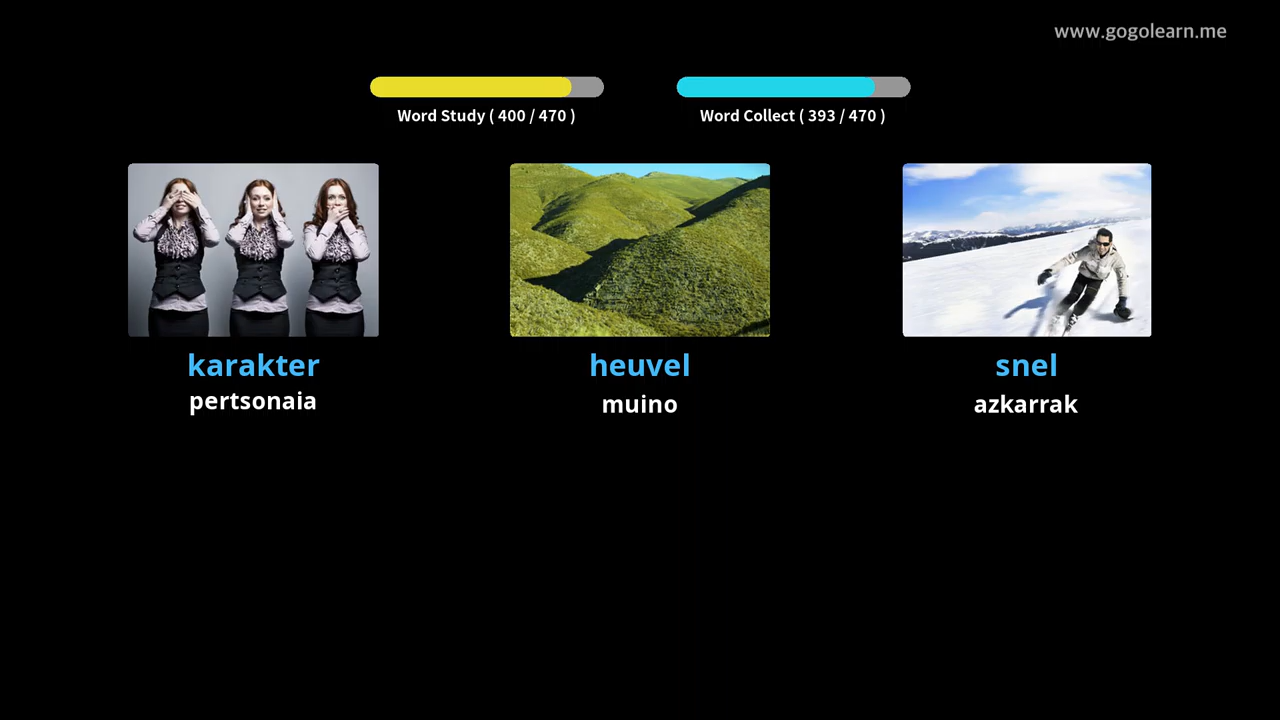 www.gogolearn.me
Word Study ( 400 / 470 )
Word Collect ( 393 / 470 )
karakter
pertsonaia
heuvel
muino
snel
azkarrak